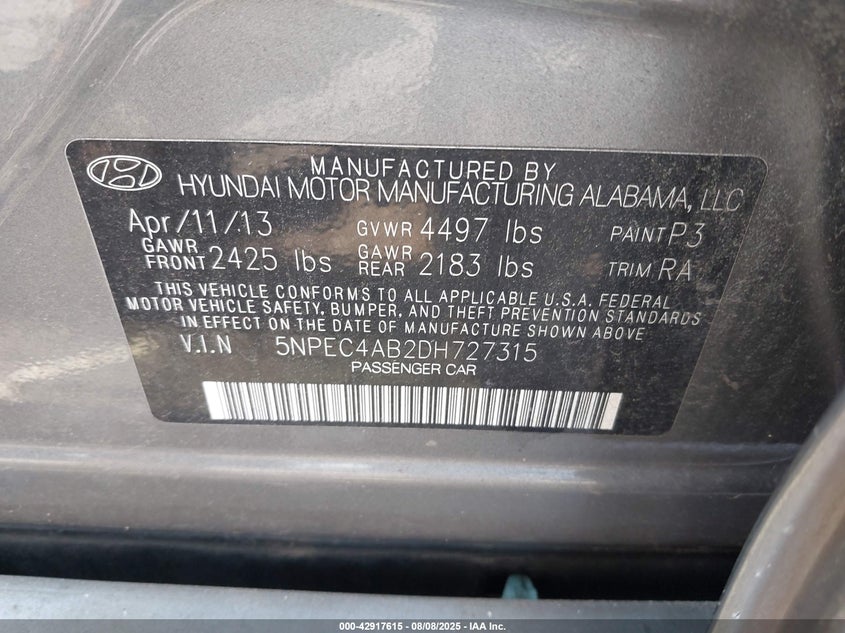 MANUFACTURED BY
HYUNDAI MOTOR MANUFACTURING ALABAMA, LLC
Apr/11/13 GVWR 4497 lbs PAINT P3
GAWR FRONT 2425 lbs GAWR REAR 2183 lbs TRIM RA
THIS VEHICLE CONFORMS TO ALL APPLICABLE U.S.A. FEDERAL
MOTOR VEHICLE SAFETY, BUMPER, AND THEFT PREVENTION STANDARDS
IN EFFECT ON THE DATE OF MANUFACTURE SHOWN ABOVE
V.I.N 5NPEC4AB2DH727315
PASSENGER CAR
000-42917615 - 08/08/2025 - IAA Inc.